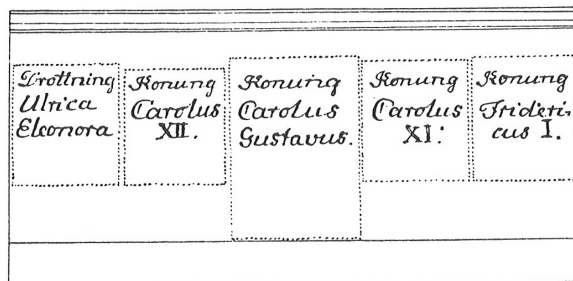 Drottning
Ulrica
Eleonora.
Konung
Carolus
XII.
Konung
Carolus
Gustavus.
Konung
Carolus
XI.
Konung
Frideri-
cus I.